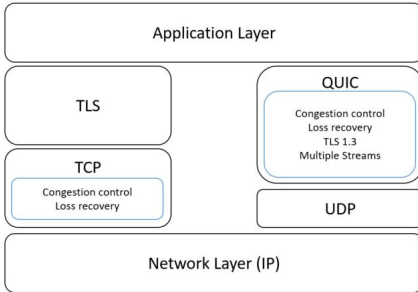 Application Layer
TLS
QUIC
Congestion control
Loss recovery
TLS 1.3
Multiple Streams
TCP
Congestion control
Loss recovery
UDP
Network Layer (IP)